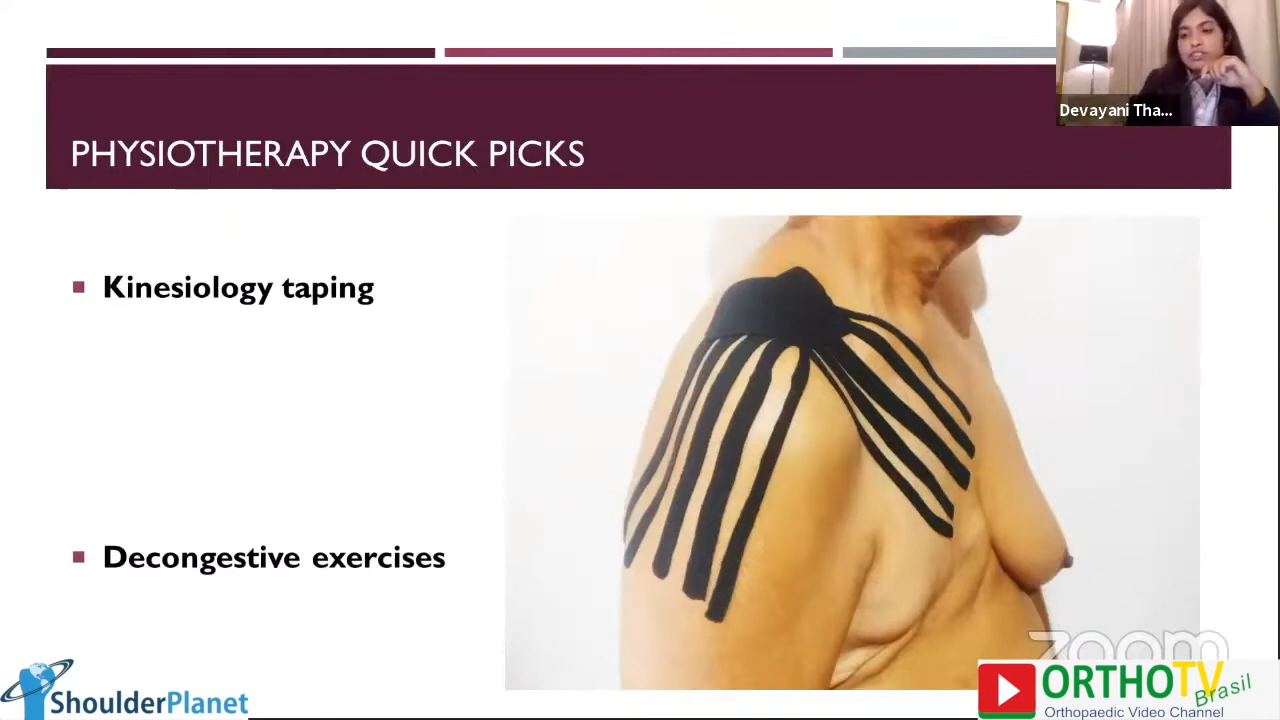 Devayani Tha...
PHYSIOTHERAPY QUICK PICKS
Kinesiology taping
Decongestive exercises
zoom
ShoulderPlanet
ORTHOTV
Brasil
Orthopaedic Video Channel